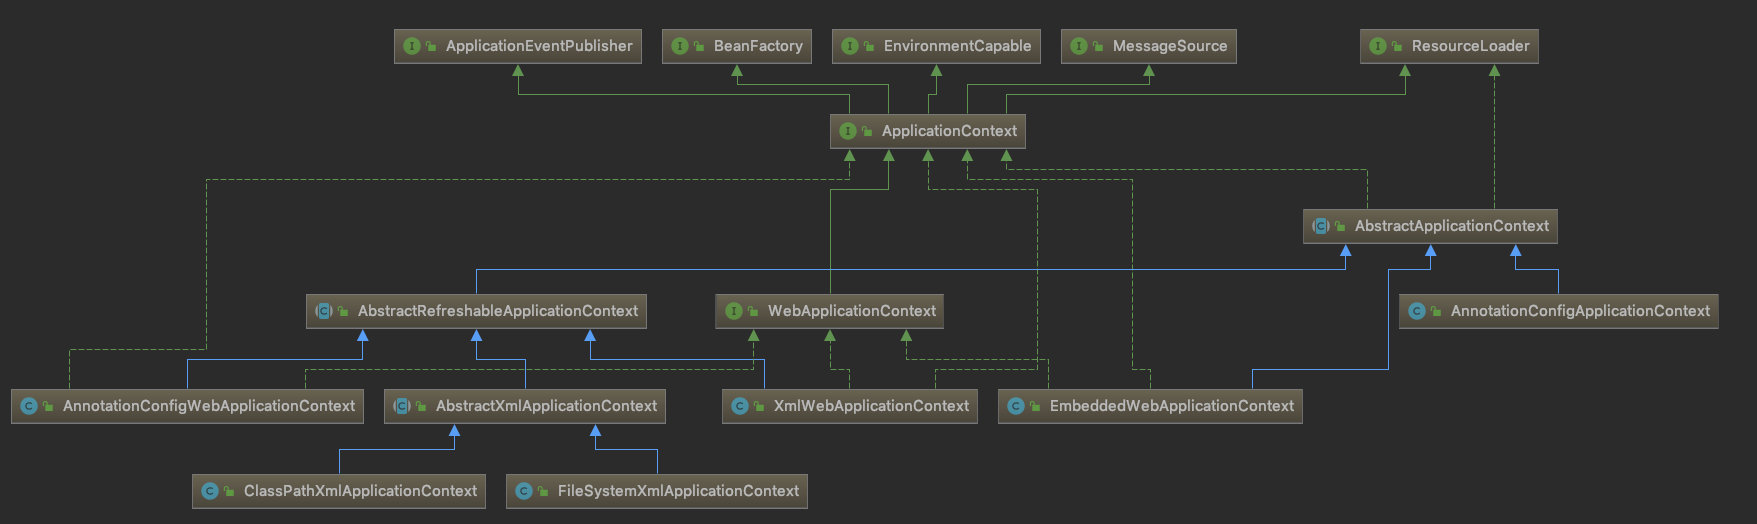 ApplicationEventPublisher
BeanFactory
EnvironmentCapable
MessageSource
ResourceLoader
ApplicationContext
AbstractApplicationContext
AbstractRefreshableApplicationContext
WebApplicationContext
AnnotationConfigApplicationContext
AnnotationConfigWebApplicationContext
AbstractXmlApplicationContext
XmlWebApplicationContext
EmbeddedWebApplicationContext
ClassPathXmlApplicationContext
FileSystemXmlApplicationContext